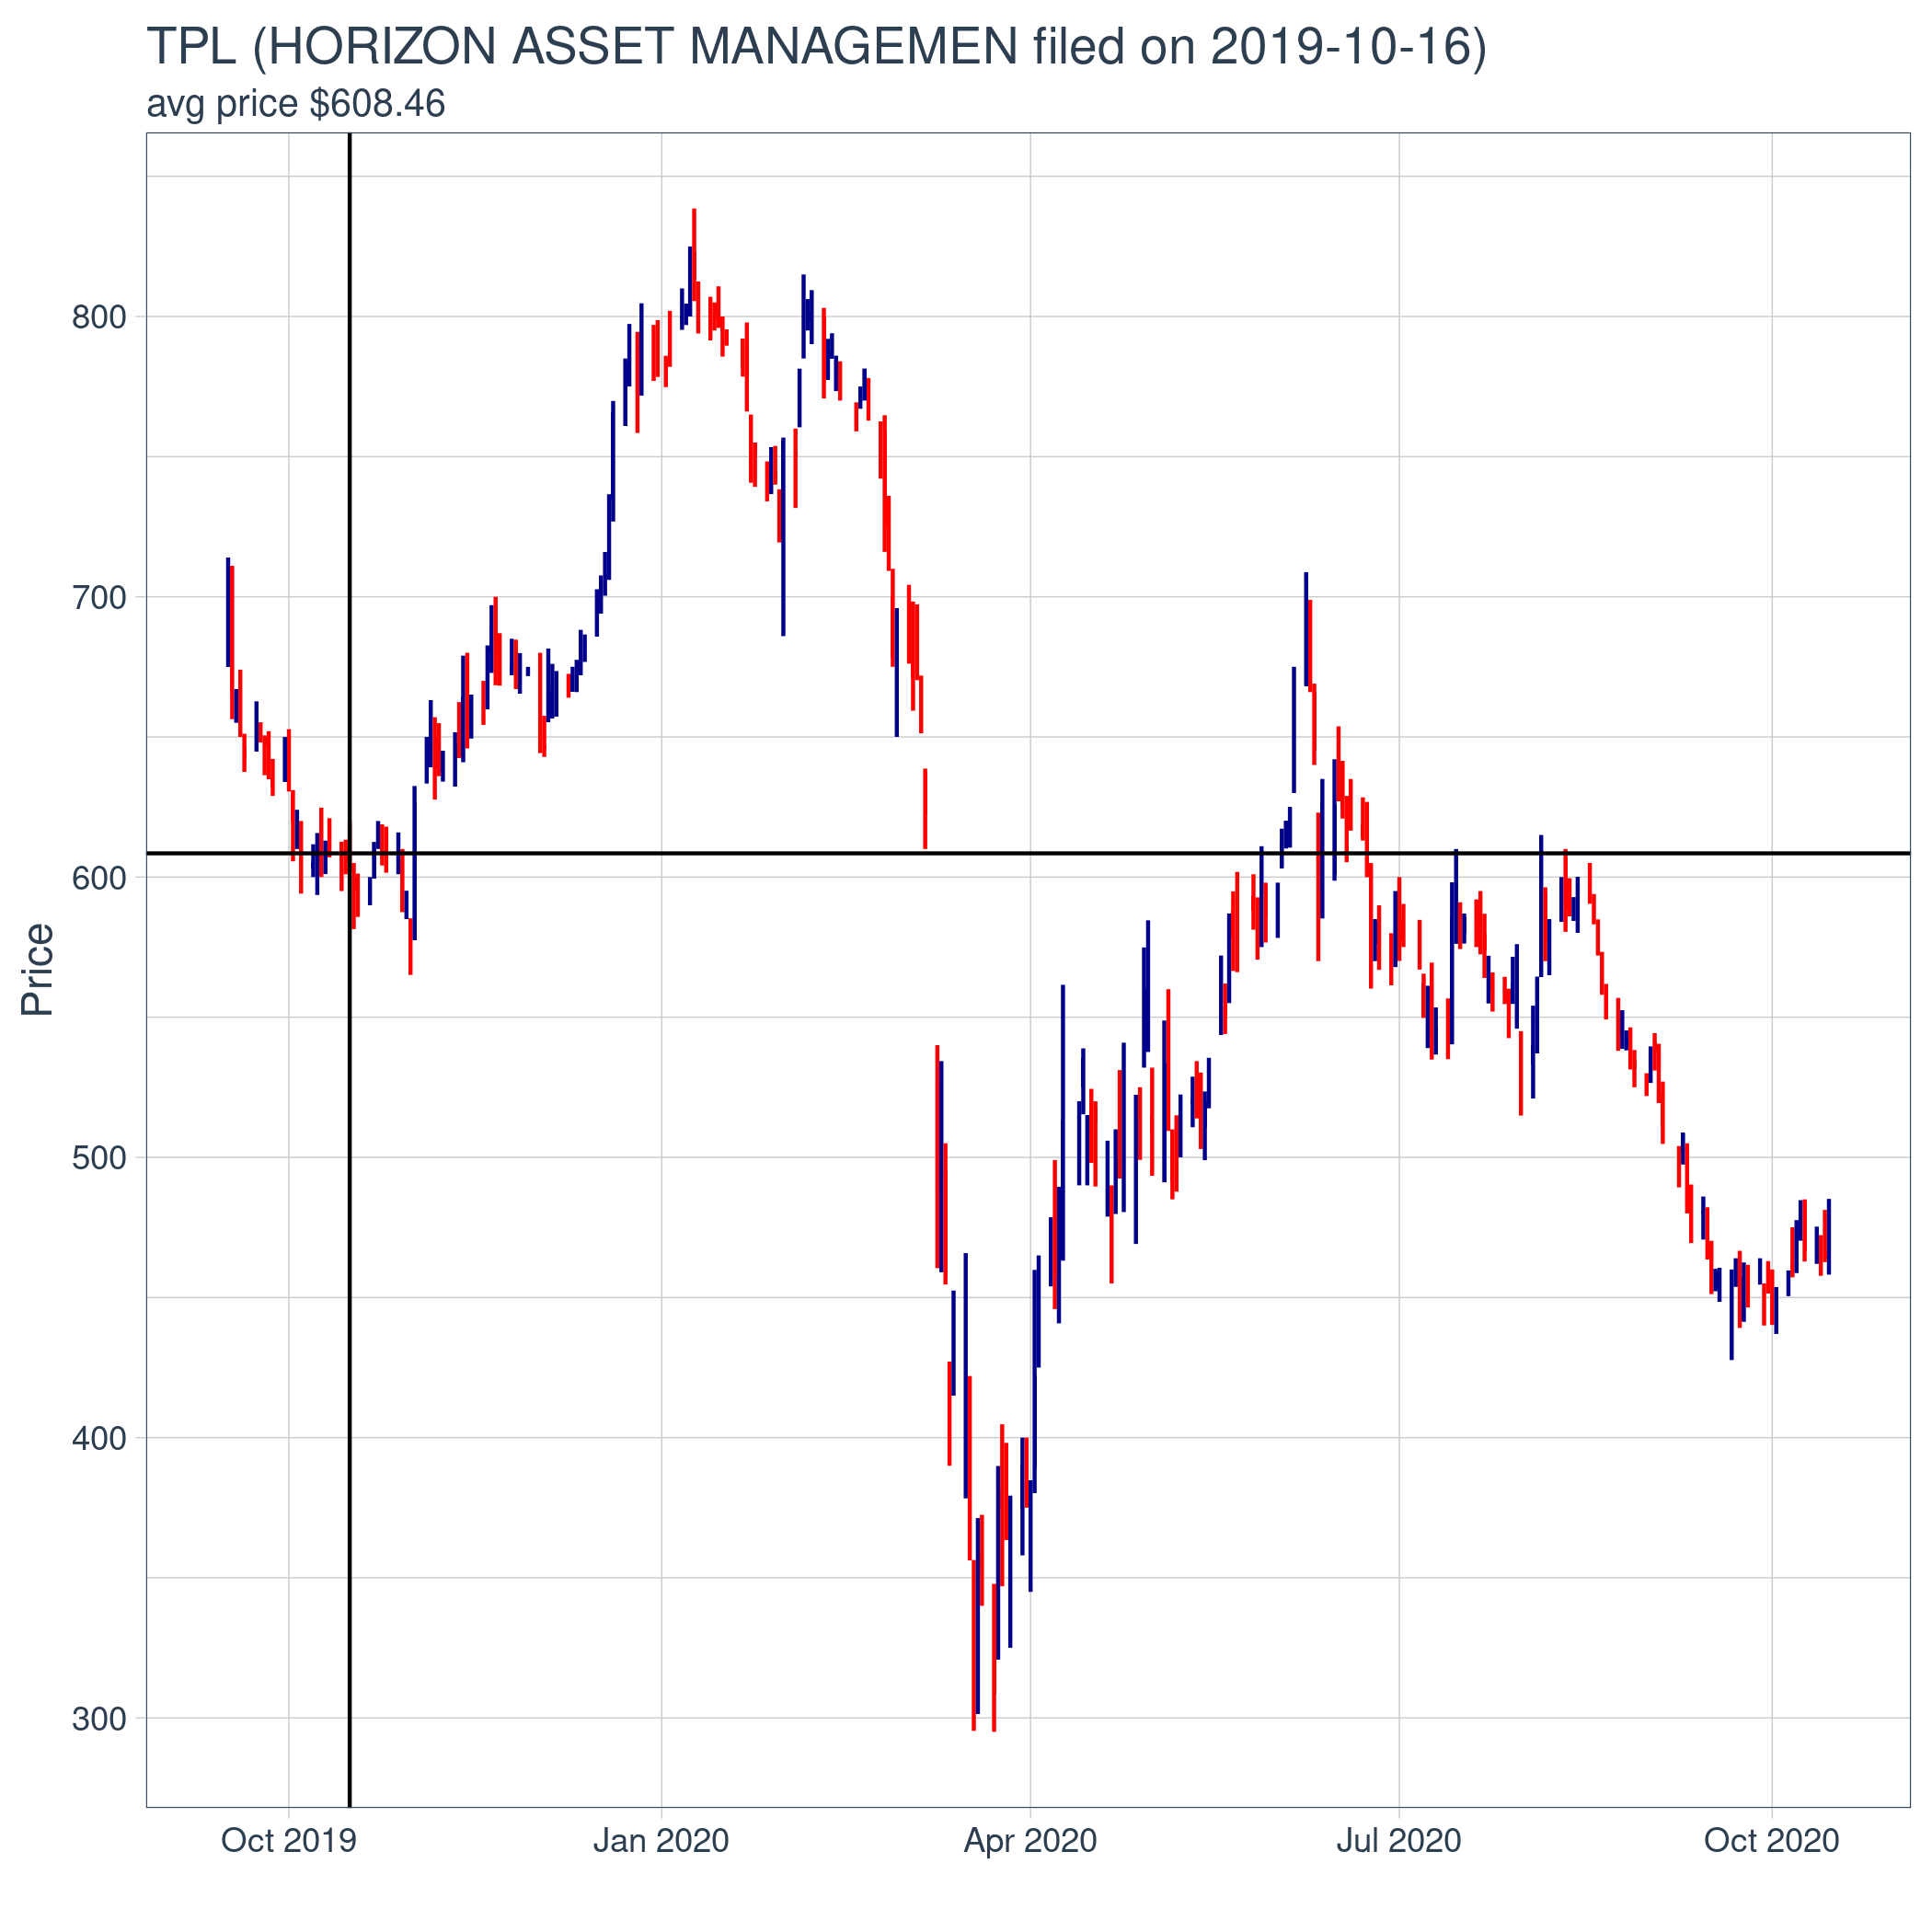 TPL (HORIZON ASSET MANAGEMEN filed on 2019-10-16)
avg price $608.46
800
700
600
500
400
300
Price
Oct 2019 Jan 2020 Apr 2020 Jul 2020 Oct 2020